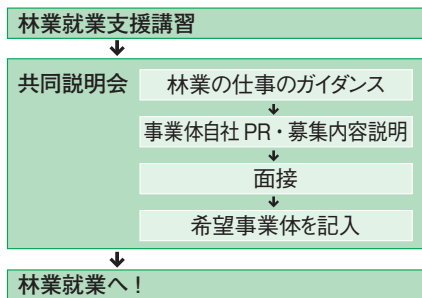 林業就業支援講習
共同説明会
林業の仕事のガイダンス
事業体自社 PR・募集内容説明
面接
希望事業体を記入
林業就業へ！